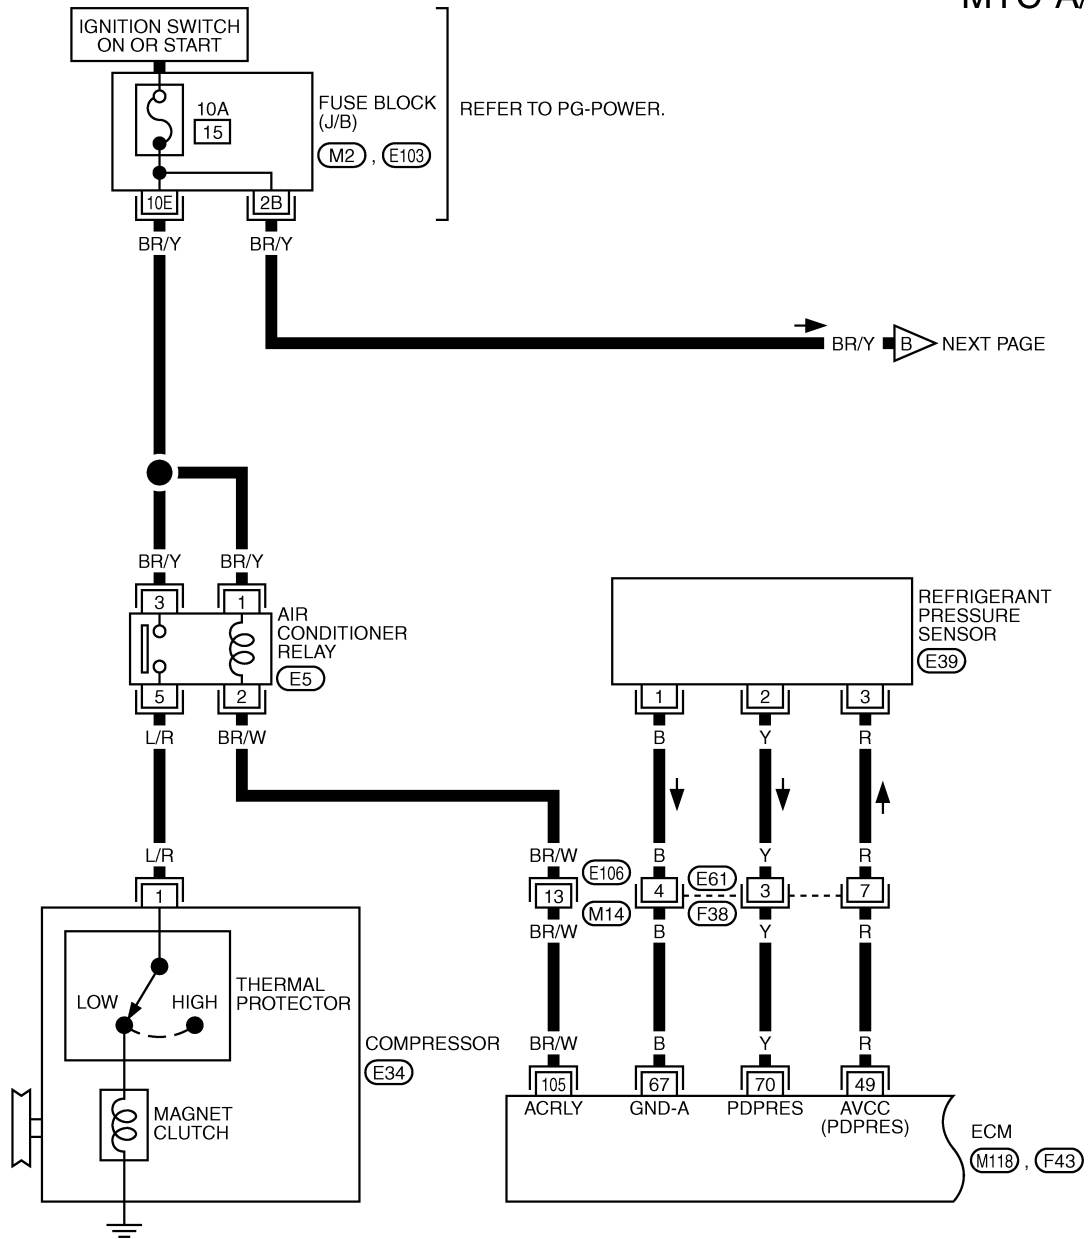 IGNITION SWITCH
ON OR START
10A
15
FUSE BLOCK
(J/B)
M2 , E103
REFER TO PG-POWER.
10E
2B
BR/Y
BR/Y
BR/Y
B
NEXT PAGE
BR/Y
BR/Y
3
1
AIR
CONDITIONER
RELAY
E5
5
2
L/R
BR/W
REFRIGERANT
PRESSURE
SENSOR
E39
1
2
3
B
Y
R
L/R
BR/W
B
Y
R
1
13
E106
M14
4
E61
F38
3
7
BR/W
B
Y
R
THERMAL
PROTECTOR
LOW
HIGH
COMPRESSOR
E34
MAGNET
CLUTCH
BR/W
B
Y
R
105
67
70
49
ACRLY
GND-A
PDPRES
AVCC
(PDPRES)
ECM
M118 , F43